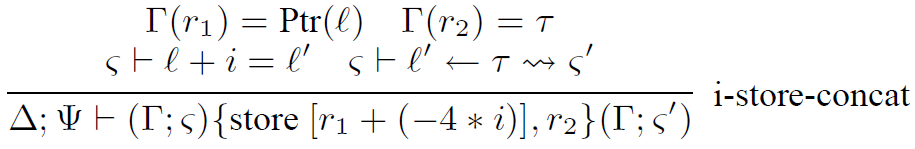 Γ(r₁) = Ptr(ℓ)   Γ(r₂) = τ
ς ⊢ ℓ + i = ℓ′   ς ⊢ ℓ′ ← τ ⇝ ς′
Δ; Ψ ⊢ (Γ; ς){store [r₁ + (−4 ∗ i)], r₂}(Γ; ς′)   i-store-concat